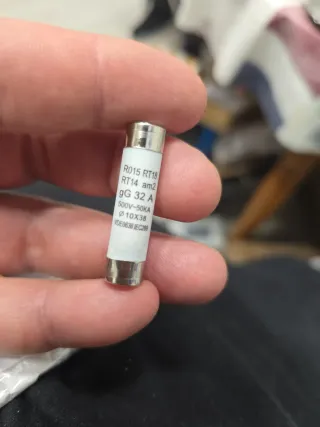 R015 RT18
RT14 am2
gG 32 A
500V~50KA
Ø 10X38